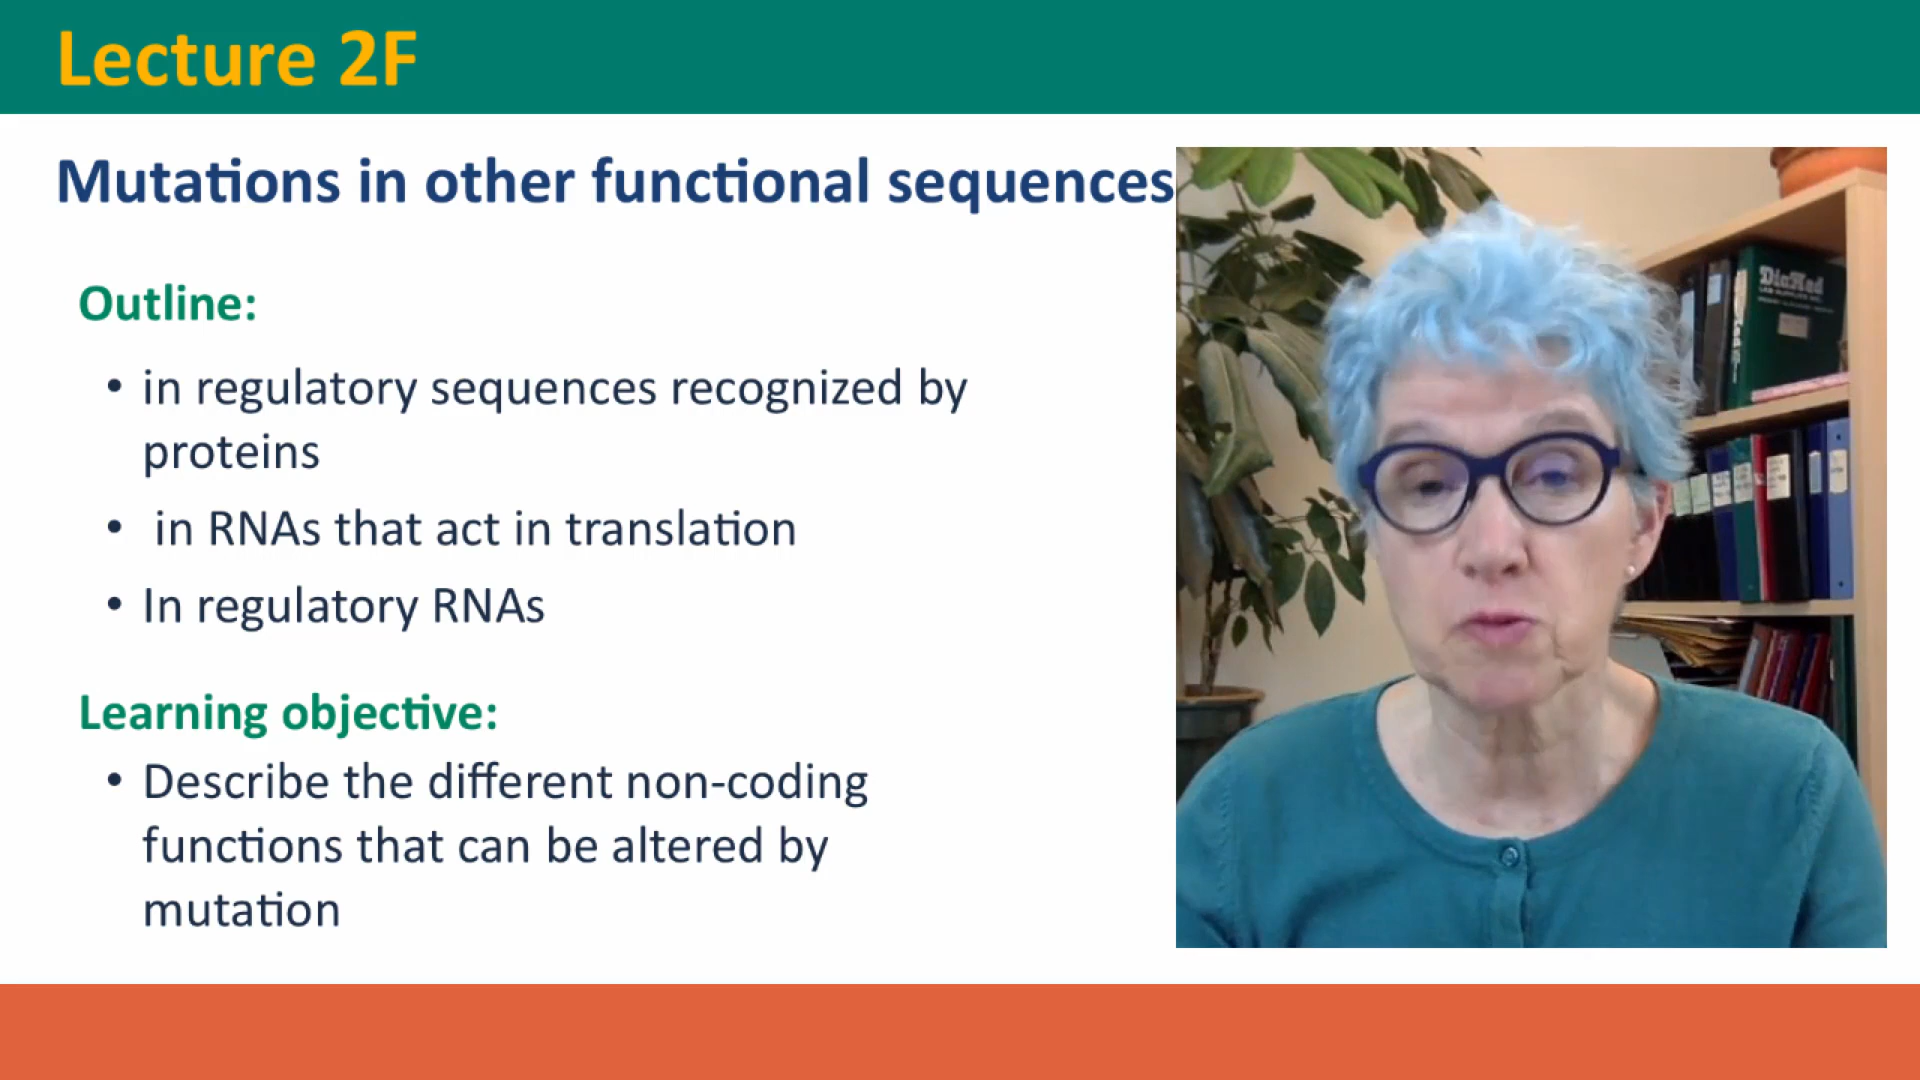 Lecture 2F
Mutations in other functional sequences
Outline:
• in regulatory sequences recognized by
proteins
• in RNAs that act in translation
• In regulatory RNAs
Learning objective:
• Describe the different non-coding
functions that can be altered by
mutation
DiaMed